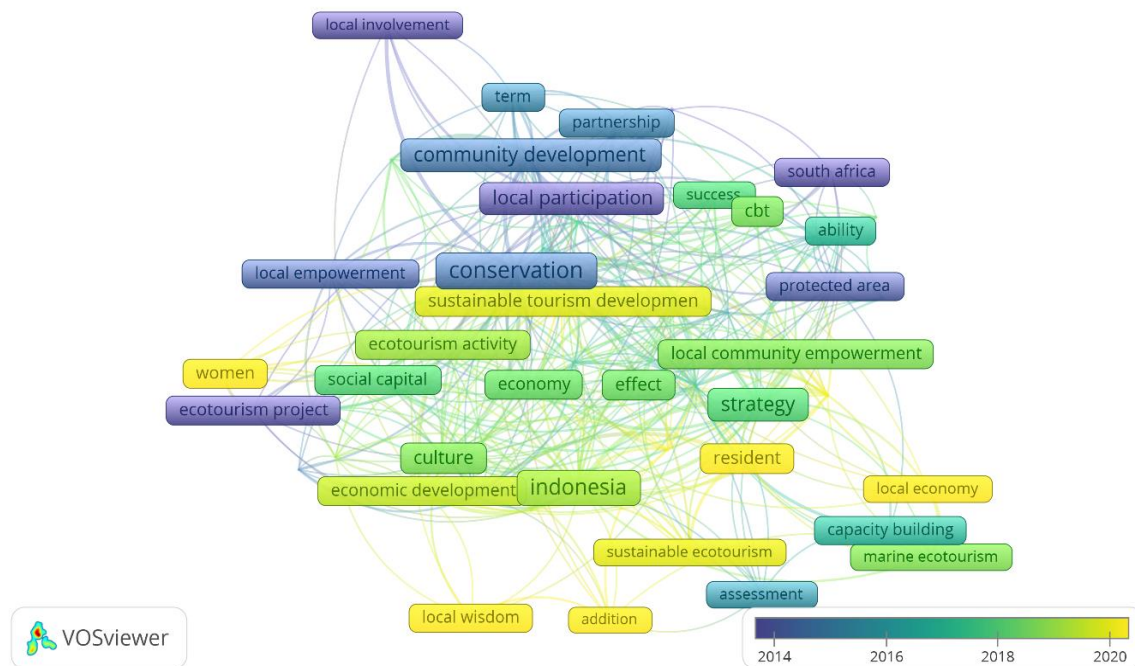 local involvement
term
partnership
community development
south africa
local participation
success
cbt
ability
conservation
local empowerment
protected area
sustainable tourism developmen
ecotourism activity
local community empowerment
women
social capital
economy
effect
ecotourism project
strategy
culture
resident
economic development
indonesia
local economy
capacity building
sustainable ecotourism
marine ecotourism
assessment
local wisdom
addition
VOSviewer
2014 2016 2018 2020